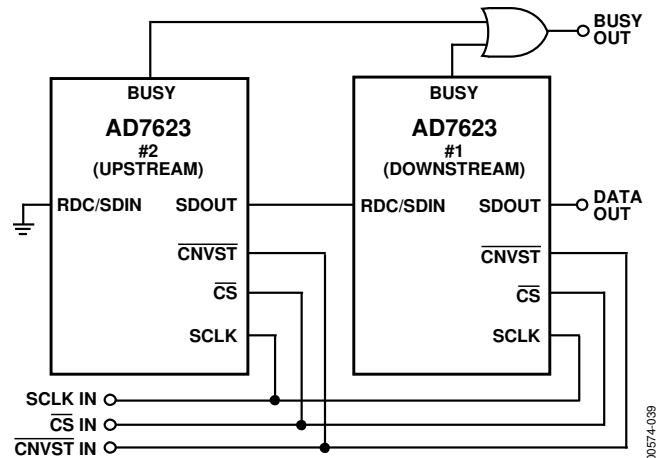 BUSY
OUT
BUSY
AD7623
#2
(UPSTREAM)
RDC/SDIN
SDOUT
CNVST
CS
SCLK
BUSY
AD7623
#1
(DOWNSTREAM)
RDC/SDIN
SDOUT
DATA
OUT
CNVST
CS
SCLK
SCLK IN
CS IN
CNVST IN
00574-039